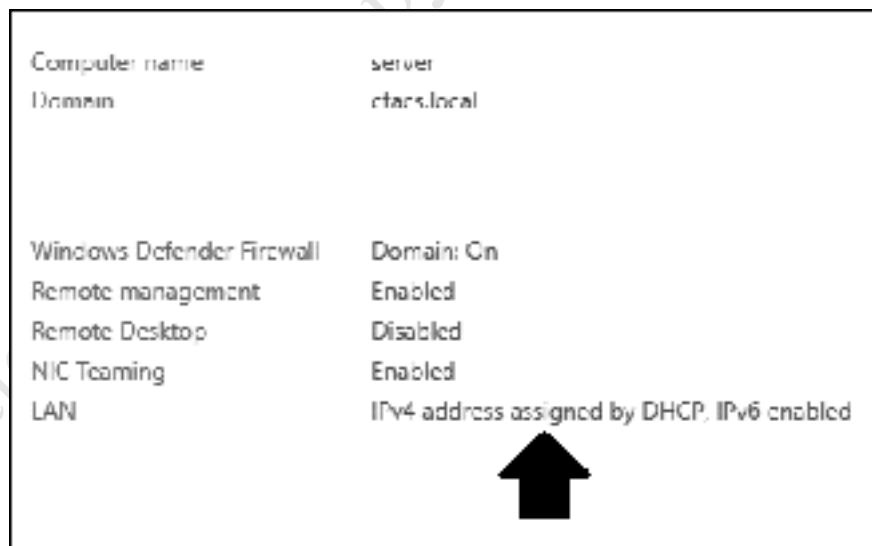 Computer name server
Domain ctacs.local
Windows Defender Firewall Domain: On
Remote management Enabled
Remote Desktop Disabled
NIC Teaming Enabled
LAN IPv4 address assigned by DHCP, IPv6 enabled